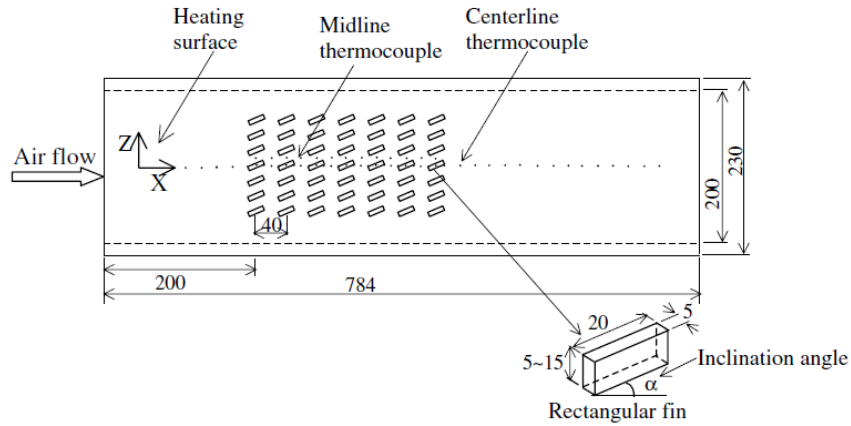 Heating
surface
Midline
thermocouple
Centerline
thermocouple
Air flow
Z
X
40
200
784
200
230
20
5
5~15
Inclination angle
α
Rectangular fin